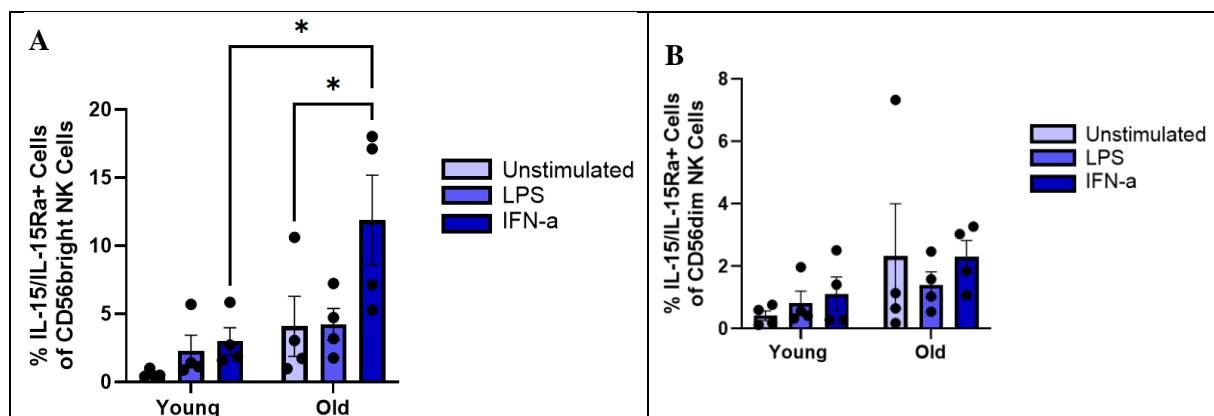 A
*
*
% IL-15/IL-15Ra+ Cells
of CD56bright NK Cells
20
15
10
5
0
Young
Old
Unstimulated
LPS
IFN-a
B
% IL-15/IL-15Ra+ Cells
of CD56dim NK Cells
8
6
4
2
0
Young
Old
Unstimulated
LPS
IFN-a